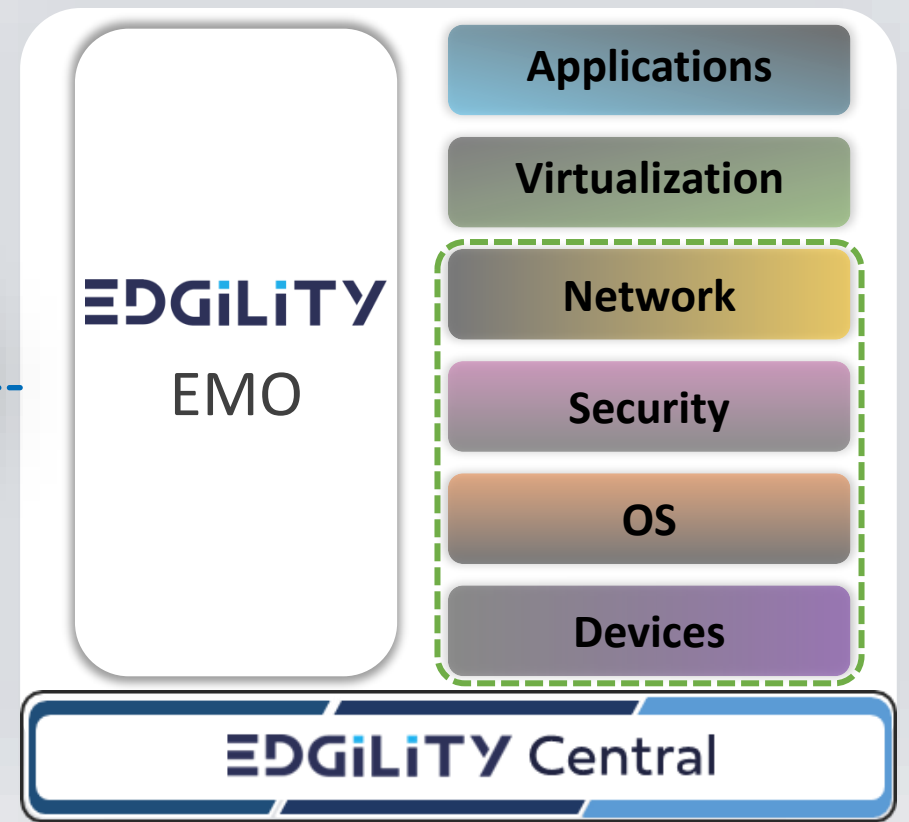 EDGiLiTY
EMO
Applications
Virtualization
Network
Security
OS
Devices
EDGiLiTY Central